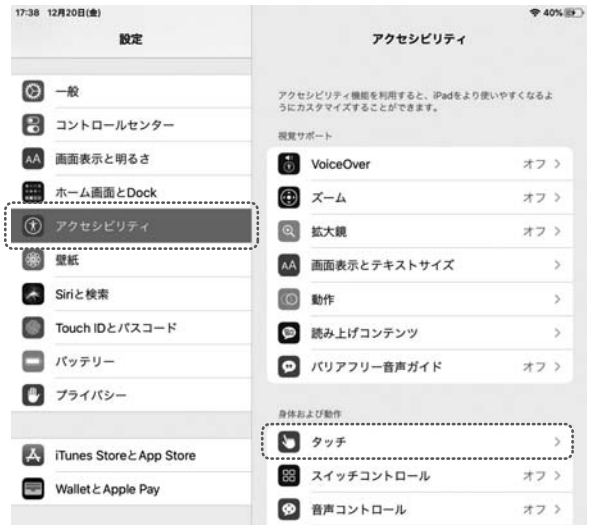 17:38 12月20日(金)
40%
設定
一般
コントロールセンター
画面表示と明るさ
ホーム画面とDock
アクセシビリティ
壁紙
Siriと検索
Touch IDとパスコード
バッテリー
プライバシー
iTunes StoreとApp Store
WalletとApple Pay
アクセシビリティ
アクセシビリティ機能を利用すると、iPadをより使いやすくなるよ
うにカスタマイズすることができます。
視覚サポート
VoiceOver オフ
ズーム オフ
拡大鏡 オフ
AA 画面表示とテキストサイズ
動作
読み上げコンテンツ
バリアフリー音声ガイド オフ
身体および動作
タッチ
スイッチコントロール オフ
音声コントロール オフ